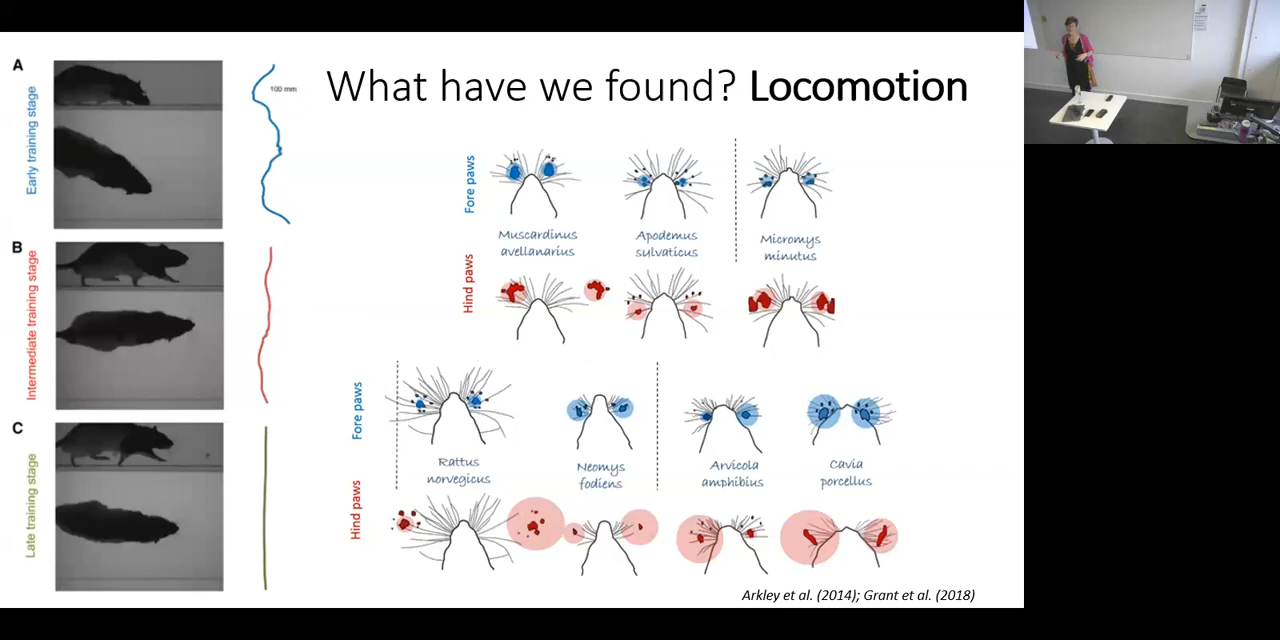 What have we found? Locomotion
A
Early training stage
100 mm
B
Intermediate training stage
C
Late training stage
Fore paws
Muscardinus
avellanarius
Apodemus
sylvaticus
Micromys
minutus
Hind paws
Fore paws
Rattus
norvegicus
Neomys
fodiens
Arvicola
amphibius
Cavia
porcellus
Hind paws
Arkley et al. (2014); Grant et al. (2018)